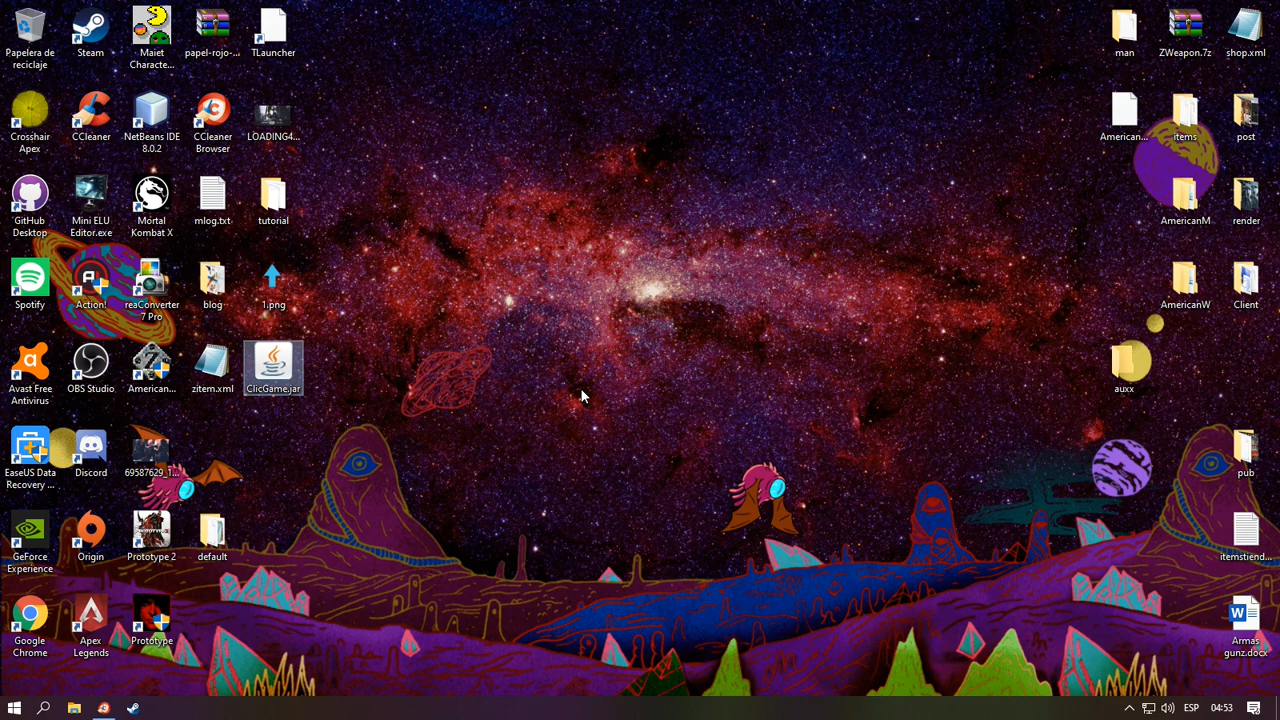 Papelera de
reciclaje
Steam
Maiet
Characte...
papel-rojo-...
TLauncher
man
ZWeapon.7z
shop.xml
Crosshair
Apex
CCleaner
NetBeans IDE
8.0.2
CCleaner
Browser
LOADING4...
American...
items
post
GitHub
Desktop
Mini ELU
Editor.exe
Mortal
Kombat X
mlog.txt
tutorial
AmericanM
render
Spotify
Action!
reaConverter
7 Pro
blog
1.png
AmericanW
Client
Avast Free
Antivirus
OBS Studio
American...
zitem.xml
ClicGame.jar
auxx
EaseUS Data
Recovery ...
Discord
69587629_1...
pub
GeForce
Experience
Origin
Prototype 2
default
itemstiend...
Google
Chrome
Apex
Legends
Prototype
Armas
gunz.docx
ESP
04:53